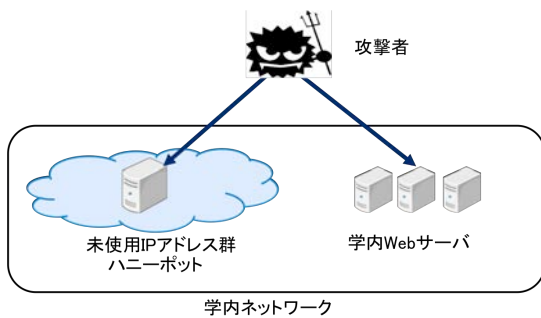 攻撃者
未使用IPアドレス群
ハニーポット
学内Webサーバ
学内ネットワーク